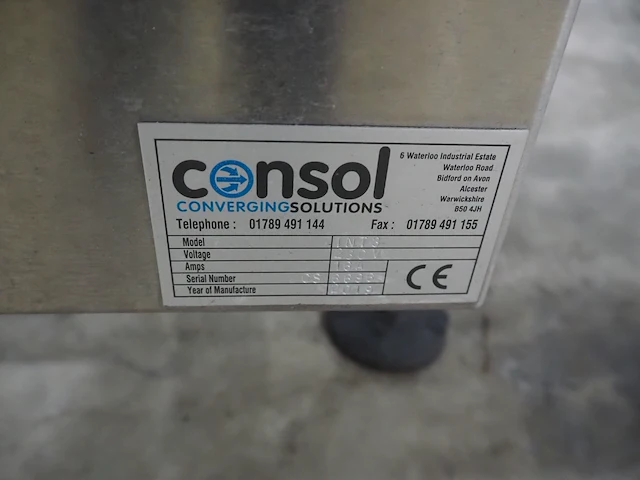 consol
CONVERGINGSOLUTIONS
6 Waterloo Industrial Estate
Waterloo Road
Bidford on Avon
Alcester
Warwickshire
B50 4JH
Telephone : 01789 491 144 Fax : 01789 491 155
Model
Voltage
Amps
Serial Number CS
Year of Manufacture
CE